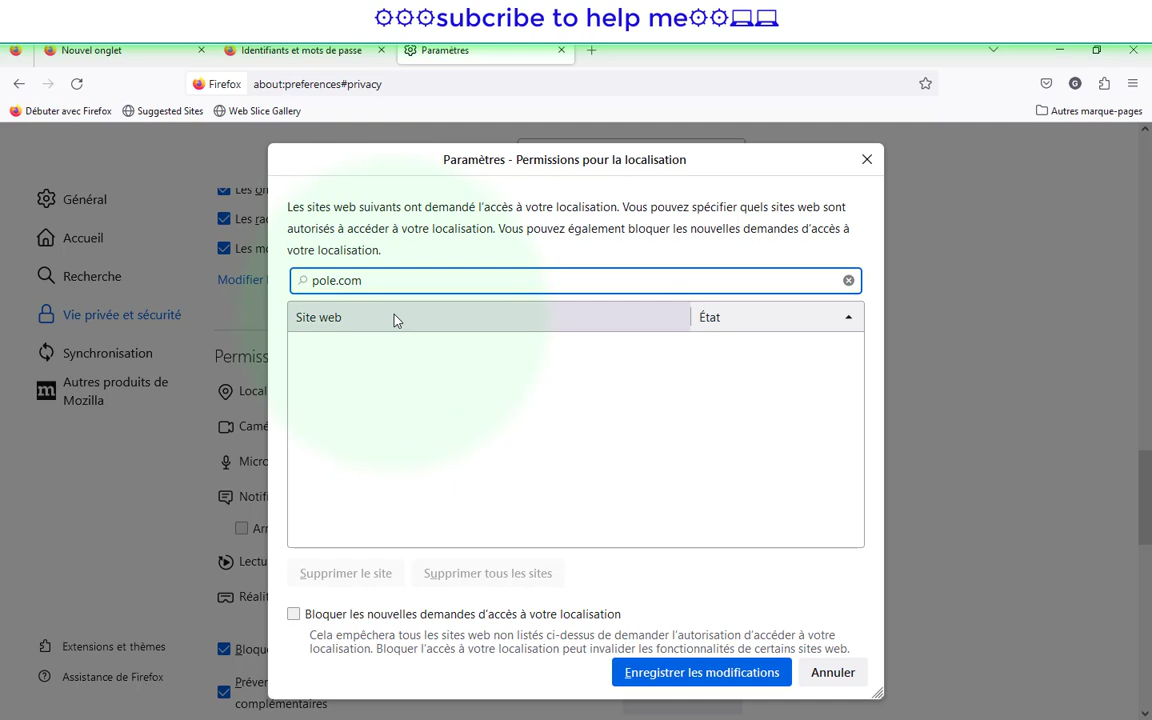 ⚙⚙⚙subcribe to help me⚙⚙💻💻
Nouvel onglet
Identifiants et mots de passe
Paramètres
Firefox
about:preferences#privacy
Débuter avec Firefox
Suggested Sites
Web Slice Gallery
Autres marque-pages
Paramètres - Permissions pour la localisation
Les sites web suivants ont demandé l'accès à votre localisation. Vous pouvez spécifier quels sites web sont
autorisés à accéder à votre localisation. Vous pouvez également bloquer les nouvelles demandes d'accès à
votre localisation.
pole.com
Site web
État
Supprimer le site
Supprimer tous les sites
Bloquer les nouvelles demandes d'accès à votre localisation
Cela empêchera tous les sites web non listés ci-dessus de demander l'autorisation d'accéder à votre
localisation. Bloquer l'accès à votre localisation peut invalider les fonctionnalités de certains sites web.
Enregistrer les modifications
Annuler
Général
Accueil
Recherche
Vie privée et sécurité
Synchronisation
Autres produits de
Mozilla
Extensions et thèmes
Assistance de Firefox
Les
Les
Les
Modifier
complémentaires